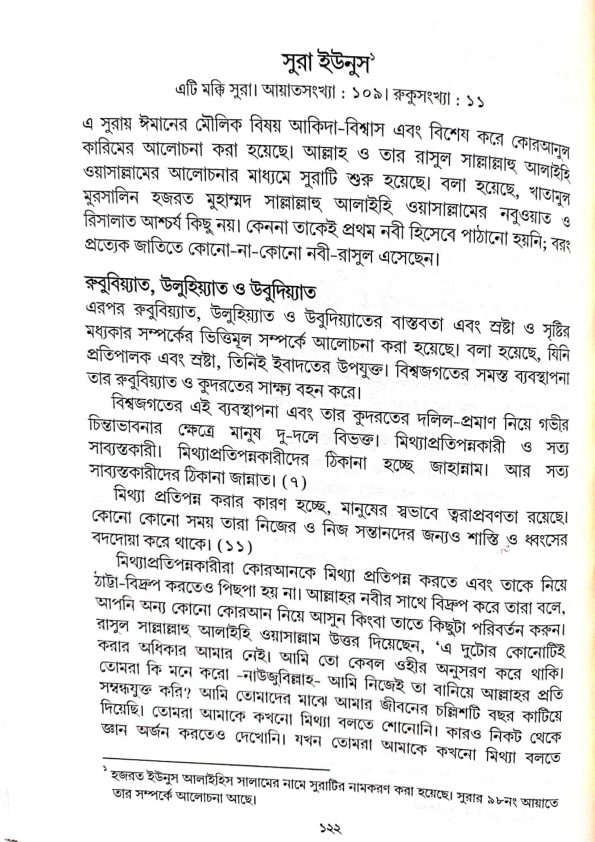 সুরা ইউনুস১
এটি মক্কি সুরা। আয়াতসংখ্যা : ১০৯। রুকুসংখ্যা : ১১
এ সুরায় ঈমানের মৌলিক বিষয় আকিদা-বিশ্বাস এবং বিশেষ করে কোরআনুল
কারিমের আলোচনা করা হয়েছে। আল্লাহ ও তার রাসুল সাল্লাল্লাহু আলাইহি
ওয়াসাল্লামের আলোচনার মাধ্যমে সুরাটি শুরু হয়েছে। বলা হয়েছে, খাতামুল
মুরসালিন হজরত মুহাম্মদ সাল্লাল্লাহু আলাইহি ওয়াসাল্লামের নবুওয়াত ও
রিসালাত আশ্চর্য কিছু নয়। কেননা তাকেই প্রথম নবী হিসেবে পাঠানো হয়নি; বরং
প্রত্যেক জাতিতে কোনো-না-কোনো নবী-রাসুল এসেছেন।
রুবুবিয়্যাত, উলুহিয়্যাত ও উবুদিয়্যাত
এরপর রুবুবিয়্যাত, উলুহিয়্যাত ও উবুদিয়্যাতের বাস্তবতা এবং স্রষ্টা ও সৃষ্টির
মধ্যকার সম্পর্কের ভিত্তিমূল সম্পর্কে আলোচনা করা হয়েছে। বলা হয়েছে, যিনি
প্রতিপালক এবং স্রষ্টা, তিনিই ইবাদতের উপযুক্ত। বিশ্বজগতের সমস্ত ব্যবস্থাপনা
তার রুবুবিয়্যাত ও কুদরতের সাক্ষ্য বহন করে।
বিশ্বজগতের এই ব্যবস্থাপনা এবং তার কুদরতের দলিল-প্রমাণ নিয়ে গভীর
চিন্তাভাবনার ক্ষেত্রে মানুষ দু-দলে বিভক্ত। মিথ্যাপ্রতিপন্নকারী ও সত্য
সাব্যস্তকারী। মিথ্যাপ্রতিপন্নকারীদের ঠিকানা হচ্ছে জাহান্নাম। আর সত্য
সাব্যস্তকারীদের ঠিকানা জান্নাত। (৭)
মিথ্যা প্রতিপন্ন করার কারণ হচ্ছে, মানুষের স্বভাবে ত্বরাপ্রবণতা রয়েছে।
কোনো কোনো সময় তারা নিজের ও নিজ সন্তানদের জন্যও শাস্তি ও ধ্বংসের
বদদোয়া করে থাকে। (১১)
মিথ্যাপ্রতিপন্নকারীরা কোরআনকে মিথ্যা প্রতিপন্ন করতে এবং তাকে নিয়ে
ঠাট্টা-বিদ্রুপ করতেও পিছপা হয় না। আল্লাহর নবীর সাথে বিদ্রুপ করে তারা বলে,
আপনি অন্য কোনো কোরআন নিয়ে আসুন কিংবা তাতে কিছুটা পরিবর্তন করুন।
রাসুল সাল্লাল্লাহু আলাইহি ওয়াসাল্লাম উত্তর দিয়েছেন, ‘এ দুটোর কোনোটিই
করার অধিকার আমার নেই। আমি তো কেবল ওহীর অনুসরণ করে থাকি।
তোমরা কি মনে করো -নাউজুবিল্লাহ- আমি নিজেই তা বানিয়ে আল্লাহর প্রতি
সম্বন্ধযুক্ত করি? আমি তোমাদের মাঝে আমার জীবনের চল্লিশটি বছর কাটিয়ে
দিয়েছি। তোমরা আমাকে কখনো মিথ্যা বলতে শোনোনি। কারও নিকট থেকে
জ্ঞান অর্জন করতেও দেখোনি। যখন তোমরা আমাকে কখনো মিথ্যা বলতে
১ হজরত ইউনুস আলাইহিস সালামের নামে সুরাটির নামকরণ করা হয়েছে। সুরার ৯৮নং আয়াতে
তার সম্পর্কে আলোচনা আছে।
১২২